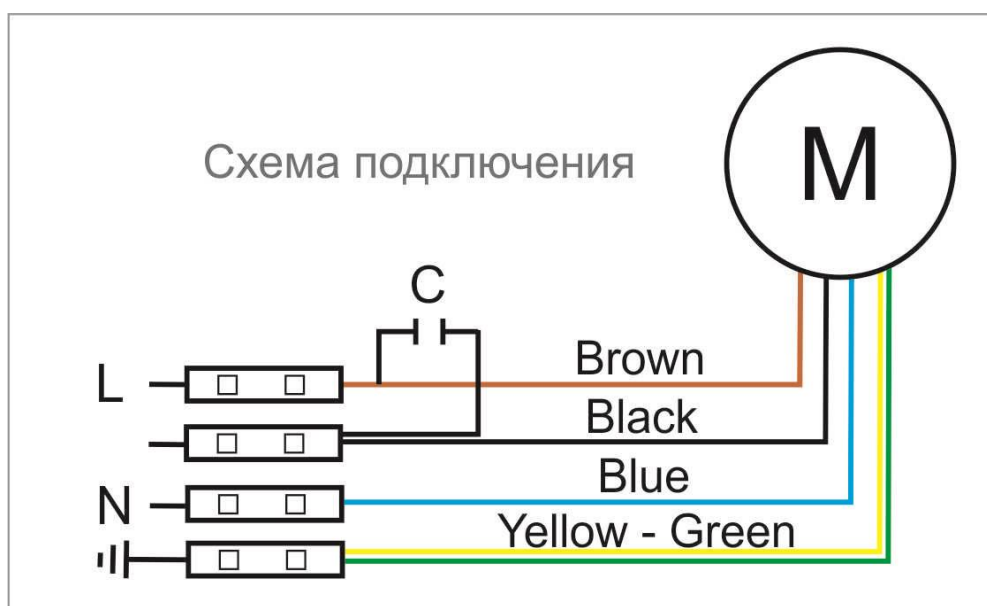 M
Схема подключения
C
L
Brown
Black
N
Blue
Yellow - Green